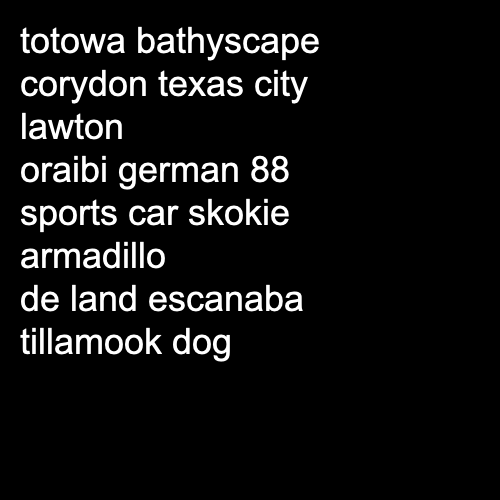 totowa bathyscape
corydon texas city
lawton
oraibi german 88
sports car skokie
armadillo
de land escanaba
tillamook dog